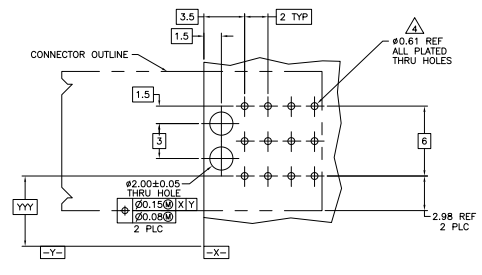 3.5
2 TYP
4
1.5
Ø0.61 REF
ALL PLATED
THRU HOLES
CONNECTOR OUTLINE
1.5
3
6
Ø2.00±0.05
THRU HOLE
Ø0.15Ⓜ X Y
Ø0.08Ⓜ
2 PLC
YYY
2.98 REF
2 PLC
-Y-
-X-